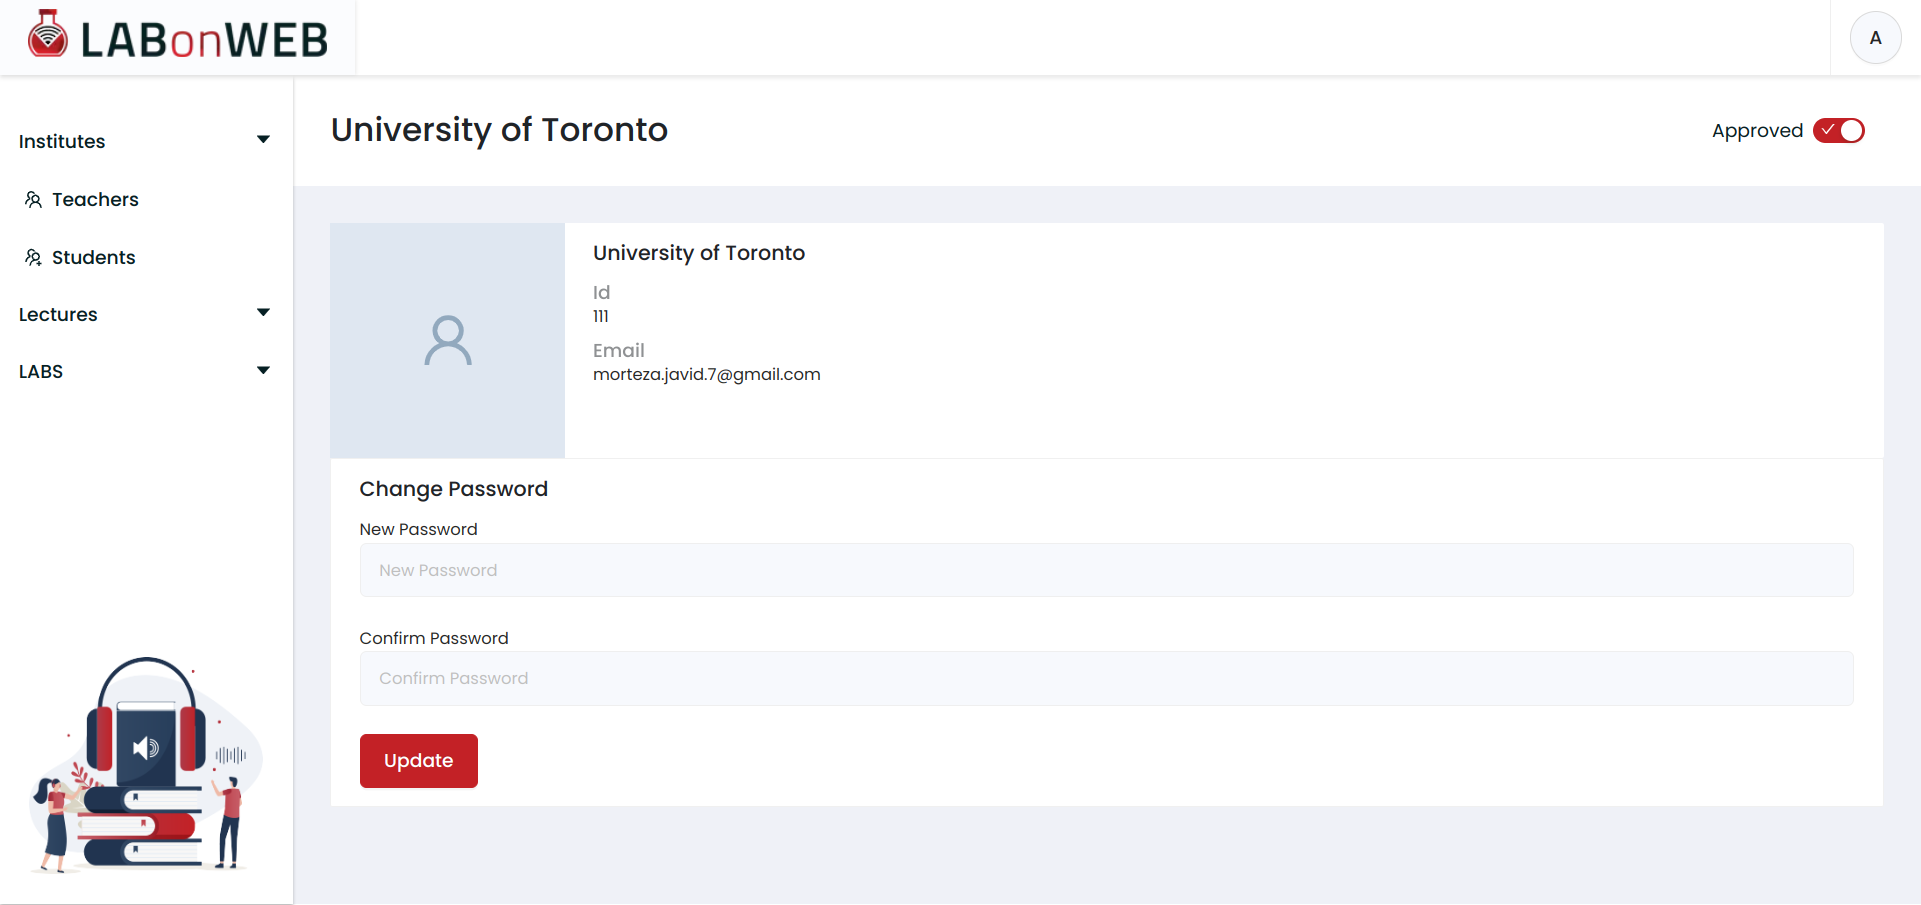 LABonWEB
A
Institutes
Teachers
Students
Lectures
LABS
University of Toronto
Approved
University of Toronto
Id
111
Email
morteza.javid.7@gmail.com
Change Password
New Password
New Password
Confirm Password
Confirm Password
Update